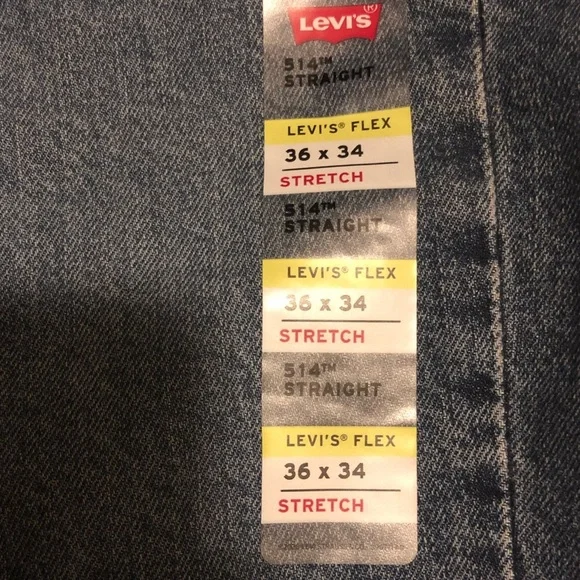 Levi's®
514™
STRAIGHT
LEVI'S® FLEX
36 x 34
STRETCH
514™
STRAIGHT
LEVI'S® FLEX
36 x 34
STRETCH
514™
STRAIGHT
LEVI'S® FLEX
36 x 34
STRETCH